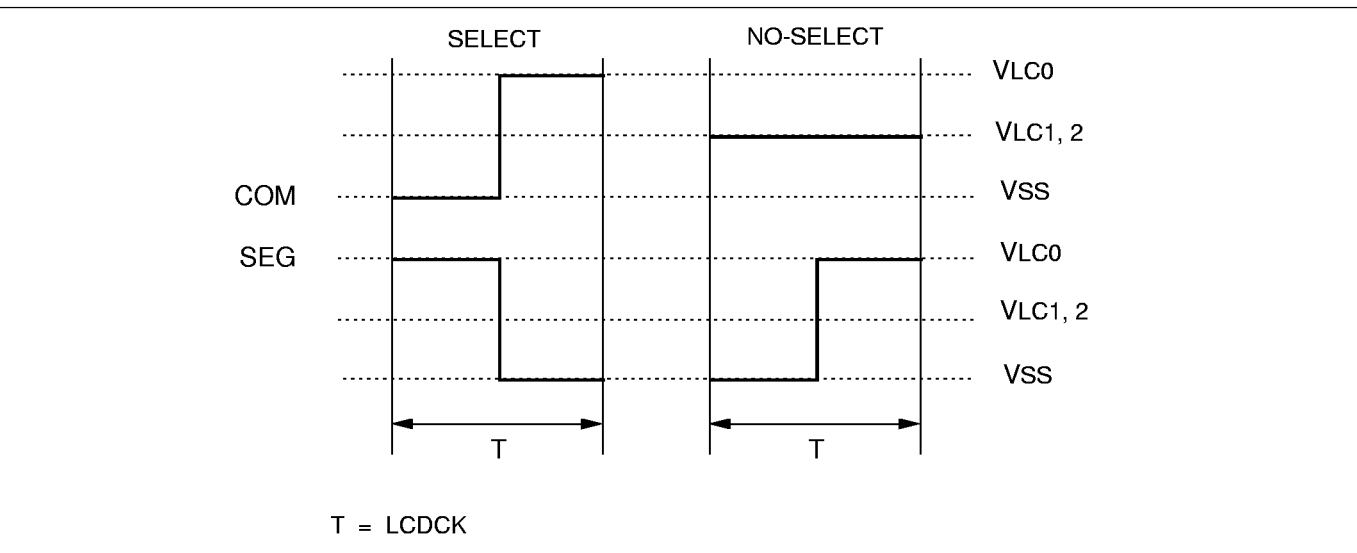 SELECT
NO-SELECT
VLC0
VLC1, 2
COM
VSS
SEG
VLC0
VLC1, 2
VSS
T
T
T = LCDCK